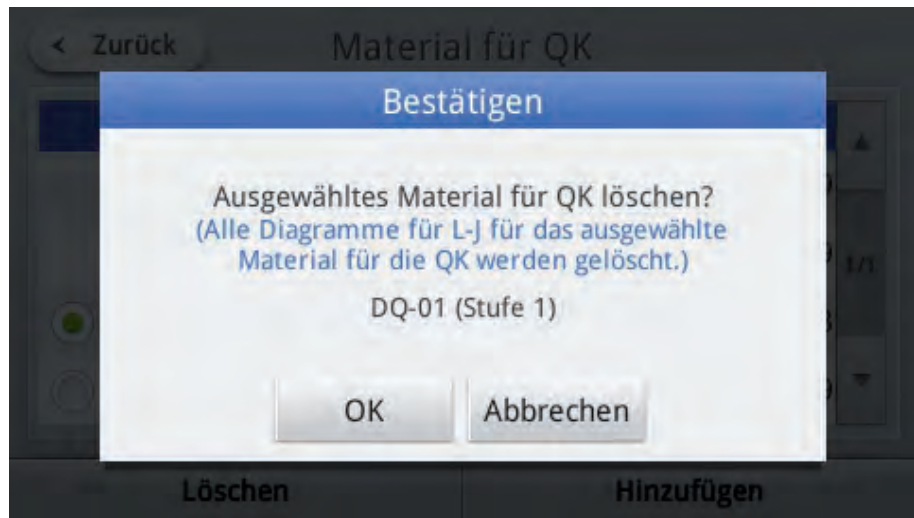 < Zurück
Material für QK
Bestätigen
Ausgewähltes Material für QK löschen?
(Alle Diagramme für L-J für das ausgewählte
Material für die QK werden gelöscht.)
DQ-01 (Stufe 1)
1/1
OK
Abbrechen
Löschen
Hinzufügen